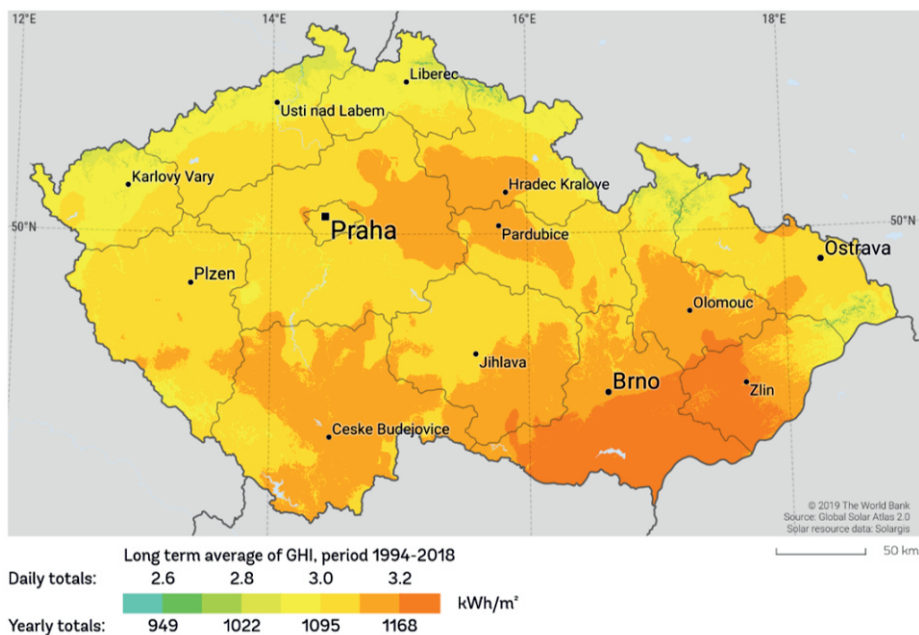 12°E 14°E 16°E 18°E
Liberec
Usti nad Labem
Karlovy Vary
Hradec Kralove
50°N 50°N
Praha
Pardubice
Ostrava
Plzen
Olomouc
Jihlava
Brno
Zlin
Ceske Budejovice
© 2019 The World Bank
Source: Global Solar Atlas 2.0
Solar resource data: Solargis
50 km
Long term average of GHI, period 1994-2018
Daily totals: 2.6 2.8 3.0 3.2
kWh/m²
Yearly totals: 949 1022 1095 1168